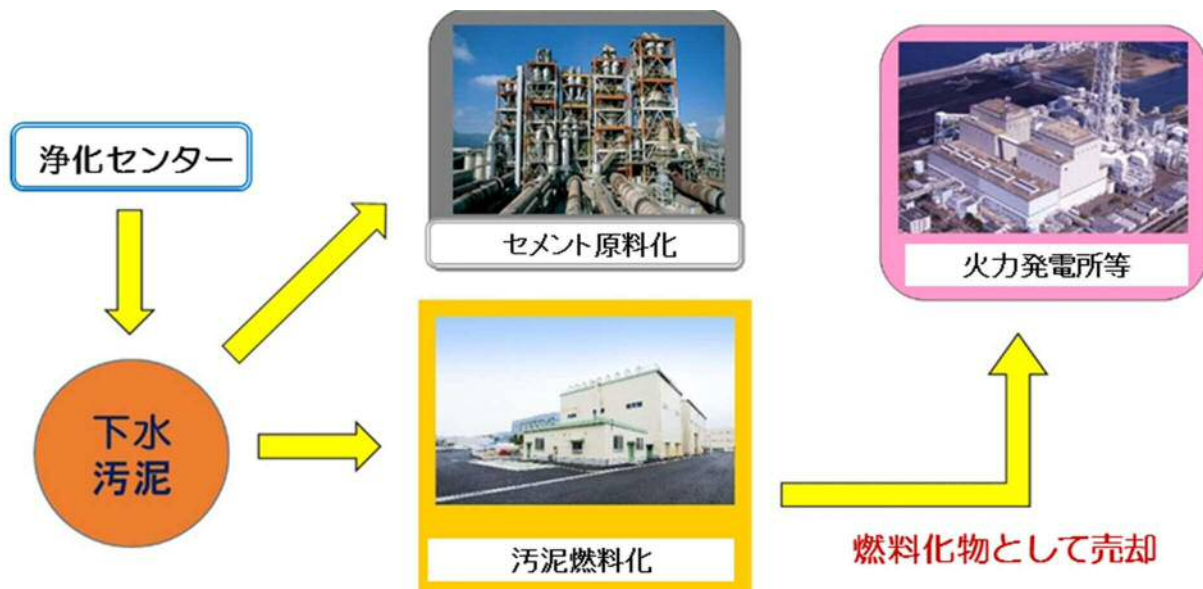 浄化センター
下水
汚泥
セメント原料化
汚泥燃料化
火力発電所等
燃料化物として売却